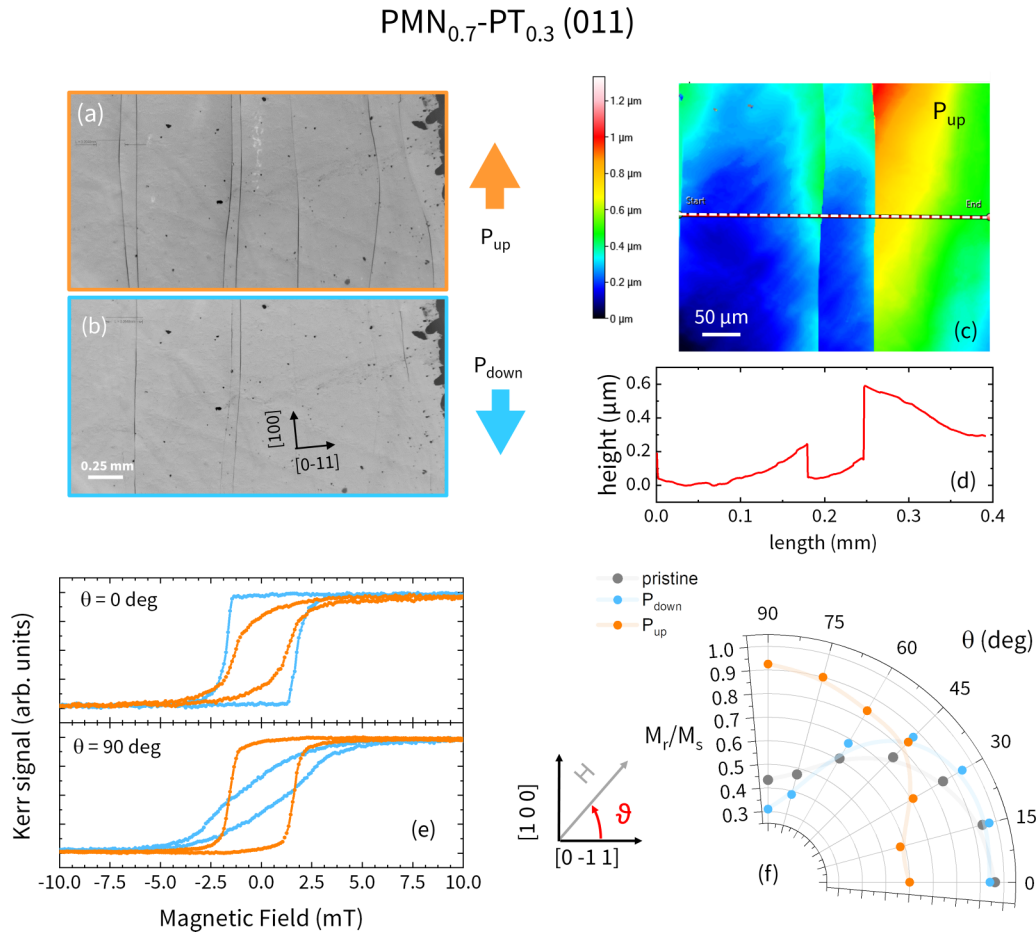 PMN0.7-PT0.3 (011)
(a)
Pup
(b)
Pdown
[100]
[0-11]
0.25 mm
1.2 µm
1 µm
0.8 µm
0.6 µm
0.4 µm
0.2 µm
0 µm
Pup
Start
End
50 µm
(c)
height (µm)
0.6
0.4
0.2
0.0
(d)
0.0 0.1 0.2 0.3 0.4
length (mm)
Kerr signal (arb. units)
θ = 0 deg
θ = 90 deg
(e)
-10.0 -7.5 -5.0 -2.5 0.0 2.5 5.0 7.5 10.0
Magnetic Field (mT)
[1 0 0]
H
ϑ
[0 -1 1]
pristine
Pdown
Pup
θ (deg)
90
75
60
45
30
15
0
Mr/Ms
1.0
0.9
0.8
0.7
0.6
0.5
0.4
0.3
(f)